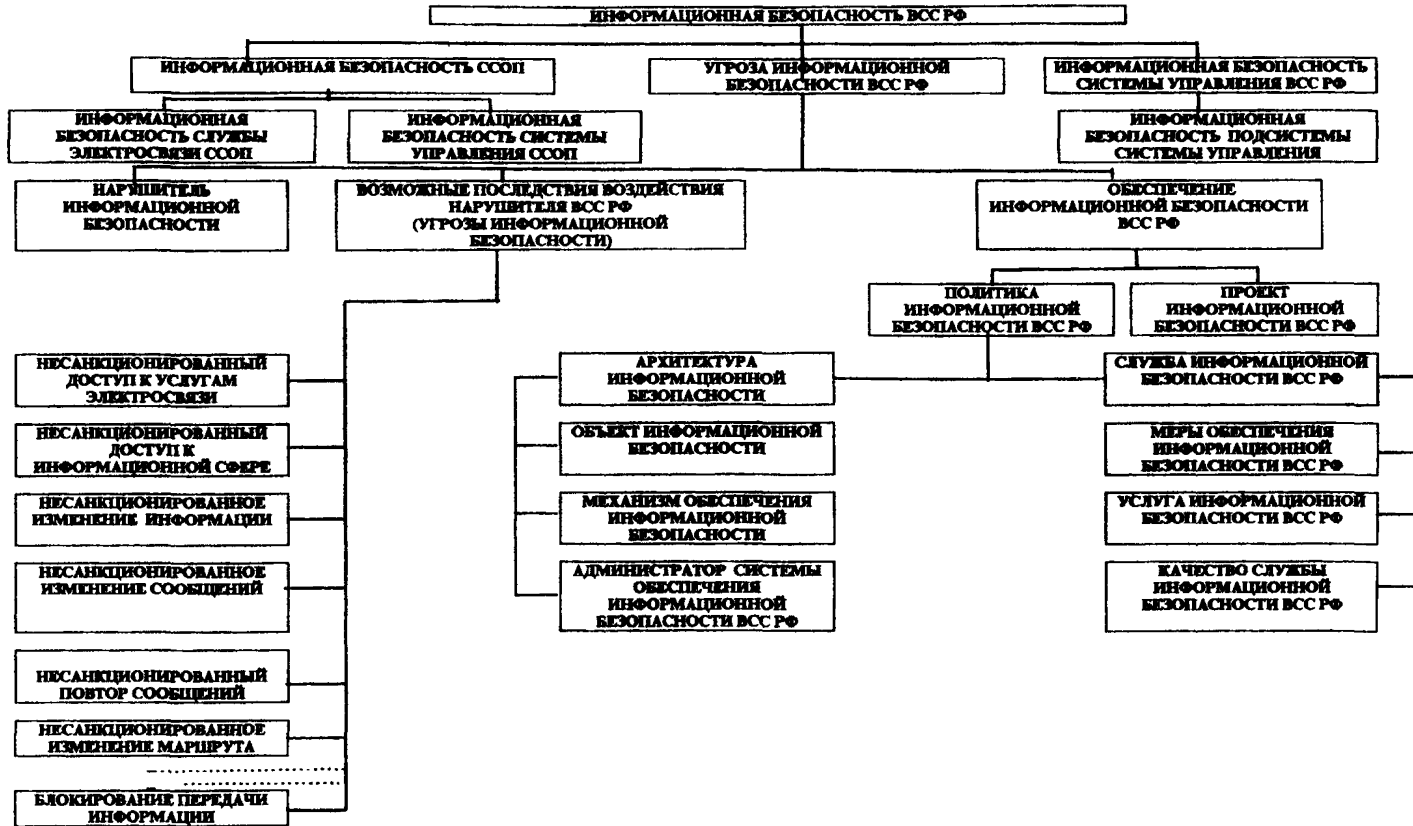 ИНФОРМАЦИОННАЯ БЕЗОПАСНОСТЬ ВСС РФ
ИНФОРМАЦИОННАЯ БЕЗОПАСНОСТЬ ССОП
УГРОЗА ИНФОРМАЦИОННОЙ
БЕЗОПАСНОСТИ ВСС РФ
ИНФОРМАЦИОННАЯ БЕЗОПАСНОСТЬ
СИСТЕМЫ УПРАВЛЕНИЯ ВСС РФ
ИНФОРМАЦИОННАЯ
БЕЗОПАСНОСТЬ СЛУЖБЫ
ЭЛЕКТРОСВЯЗИ ССОП
ИНФОРМАЦИОННАЯ
БЕЗОПАСНОСТЬ СИСТЕМЫ
УПРАВЛЕНИЯ ССОП
ИНФОРМАЦИОННАЯ
БЕЗОПАСНОСТЬ ПОДСИСТЕМЫ
СИСТЕМЫ УПРАВЛЕНИЯ
НАРУШИТЕЛЬ
ИНФОРМАЦИОННОЙ
БЕЗОПАСНОСТИ
ВОЗМОЖНЫЕ ПОСЛЕДСТВИЯ ВОЗДЕЙСТВИЯ
НАРУШИТЕЛЯ ВСС РФ
(УГРОЗЫ ИНФОРМАЦИОННОЙ
БЕЗОПАСНОСТИ)
ОБЕСПЕЧЕНИЕ
ИНФОРМАЦИОННОЙ БЕЗОПАСНОСТИ
ВСС РФ
ПОЛИТИКА
ИНФОРМАЦИОННОЙ
БЕЗОПАСНОСТИ ВСС РФ
ПРОЕКТ
ИНФОРМАЦИОННОЙ
БЕЗОПАСНОСТИ ВСС РФ
НЕСАНКЦИОНИРОВАННЫЙ
ДОСТУП К УСЛУГАМ
ЭЛЕКТРОСВЯЗИ
НЕСАНКЦИОНИРОВАННЫЙ
ДОСТУП К
ИНФОРМАЦИОННОЙ СФЕРЕ
НЕСАНКЦИОНИРОВАННОЕ
ИЗМЕНЕНИЕ ИНФОРМАЦИИ
НЕСАНКЦИОНИРОВАННОЕ
ИЗМЕНЕНИЕ СООБЩЕНИЙ
НЕСАНКЦИОНИРОВАННЫЙ
ПОВТОР СООБЩЕНИЙ
НЕСАНКЦИОНИРОВАННОЕ
ИЗМЕНЕНИЕ МАРШРУТА
БЛОКИРОВАНИЕ ПЕРЕДАЧИ
ИНФОРМАЦИИ
АРХИТЕКТУРА
ИНФОРМАЦИОННОЙ
БЕЗОПАСНОСТИ
ОБЪЕКТ ИНФОРМАЦИОННОЙ
БЕЗОПАСНОСТИ
МЕХАНИЗМ ОБЕСПЕЧЕНИЯ
ИНФОРМАЦИОННОЙ
БЕЗОПАСНОСТИ
АДМИНИСТРАТОР СИСТЕМЫ
ОБЕСПЕЧЕНИЯ
ИНФОРМАЦИОННОЙ
БЕЗОПАСНОСТИ ВСС РФ
СЛУЖБА ИНФОРМАЦИОННОЙ
БЕЗОПАСНОСТИ ВСС РФ
МЕРЫ ОБЕСПЕЧЕНИЯ
ИНФОРМАЦИОННОЙ
БЕЗОПАСНОСТИ ВСС РФ
УСЛУГА ИНФОРМАЦИОННОЙ
БЕЗОПАСНОСТИ ВСС РФ
КАЧЕСТВО СЛУЖБЫ
ИНФОРМАЦИОННОЙ
БЕЗОПАСНОСТИ ВСС РФ